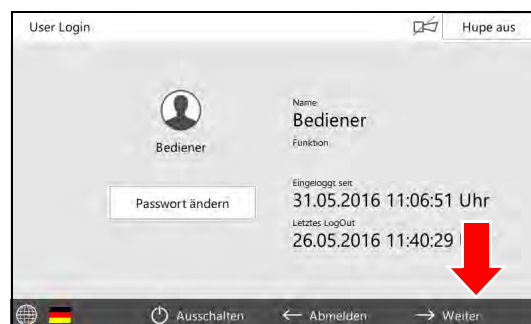 User Login
Hupe aus
Bediener
Passwort ändern
Name
Bediener
Funktion
Eingeloggt seit
31.05.2016 11:06:51 Uhr
Letztes LogOut
26.05.2016 11:40:29
Ausschalten
← Abmelden
→ Weiter